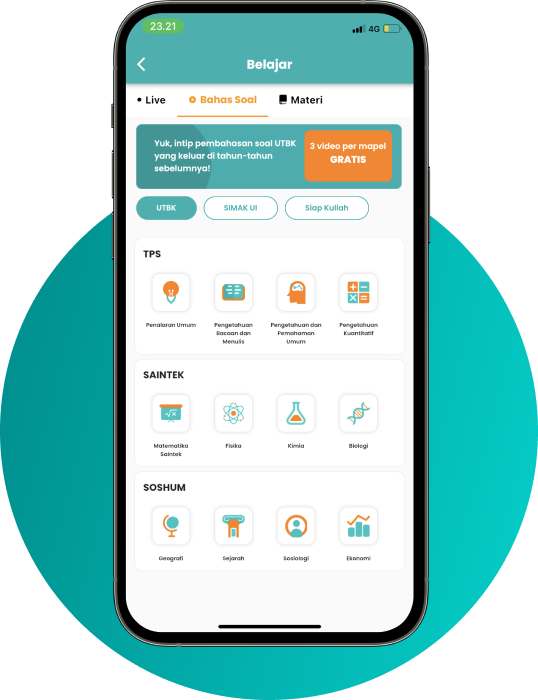 23.21
4G
Belajar
Live
Bahas Soal
Materi
Yuk, intip pembahasan soal UTBK
yang keluar di tahun-tahun
sebelumnya!
3 video per mapel
GRATIS
UTBK
SIMAK UI
Siap Kuliah
TPS
Penalaran Umum
Pengetahuan
Bacaan dan
Menulis
Pengetahuan dan
Pemahaman
Umum
Pengetahuan
Kuantitatif
SAINTEK
Matematika
Saintek
Fisika
Kimia
Biologi
SOSHUM
Geografi
Sejarah
Sosiologi
Ekonomi